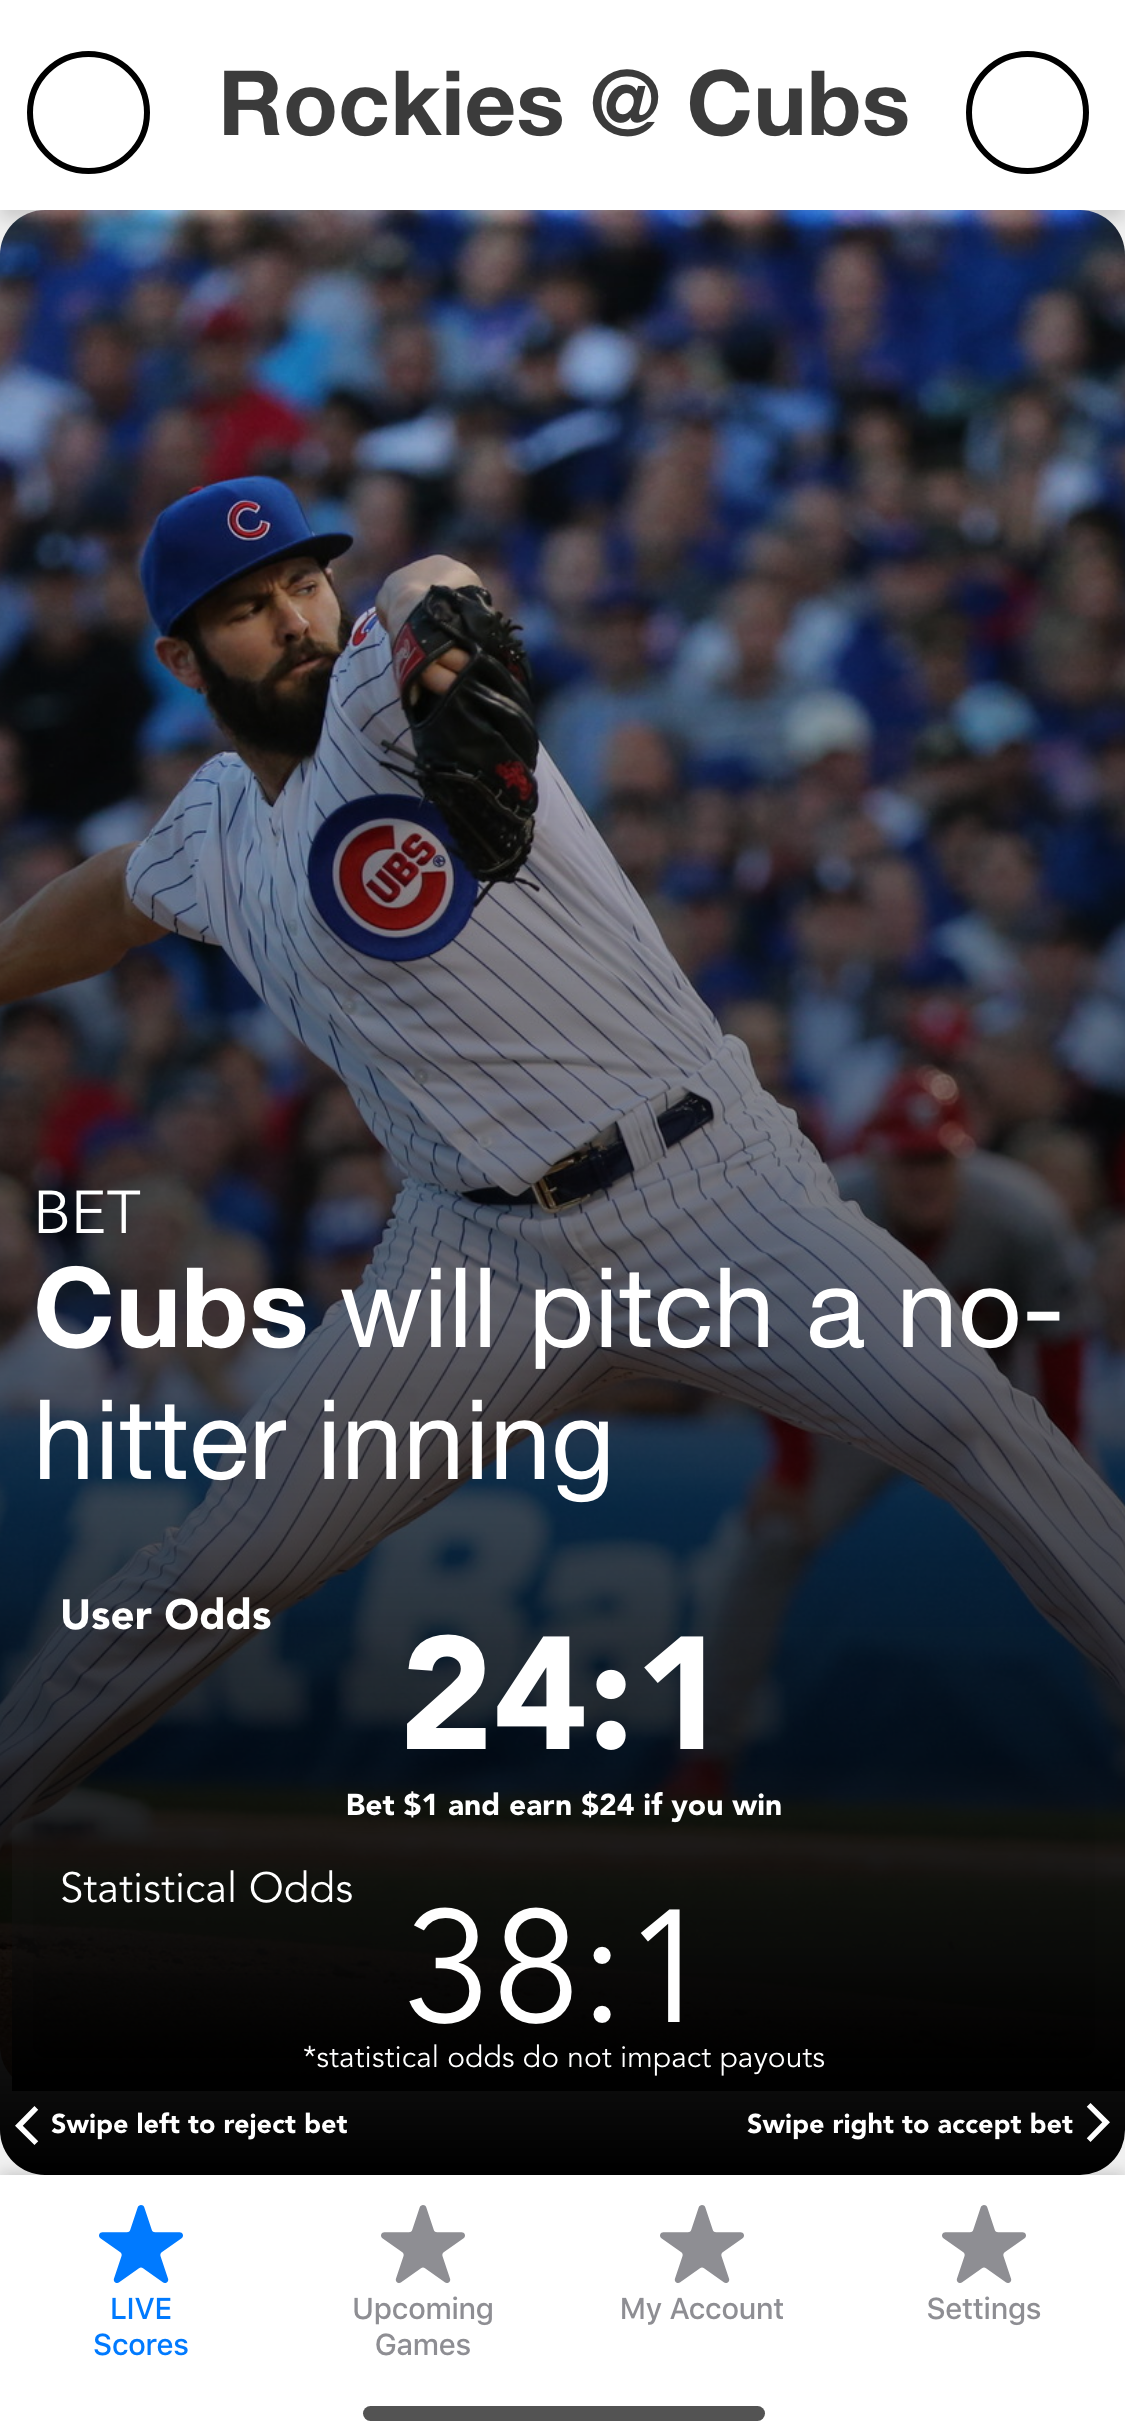 Rockies @ Cubs
C
UBS
BET
Cubs will pitch a no-
hitter inning
User Odds
24:1
Bet $1 and earn $24 if you win
Statistical Odds
38:1
*statistical odds do not impact payouts
Swipe left to reject bet
Swipe right to accept bet
LIVE
Scores
Upcoming
Games
My Account
Settings